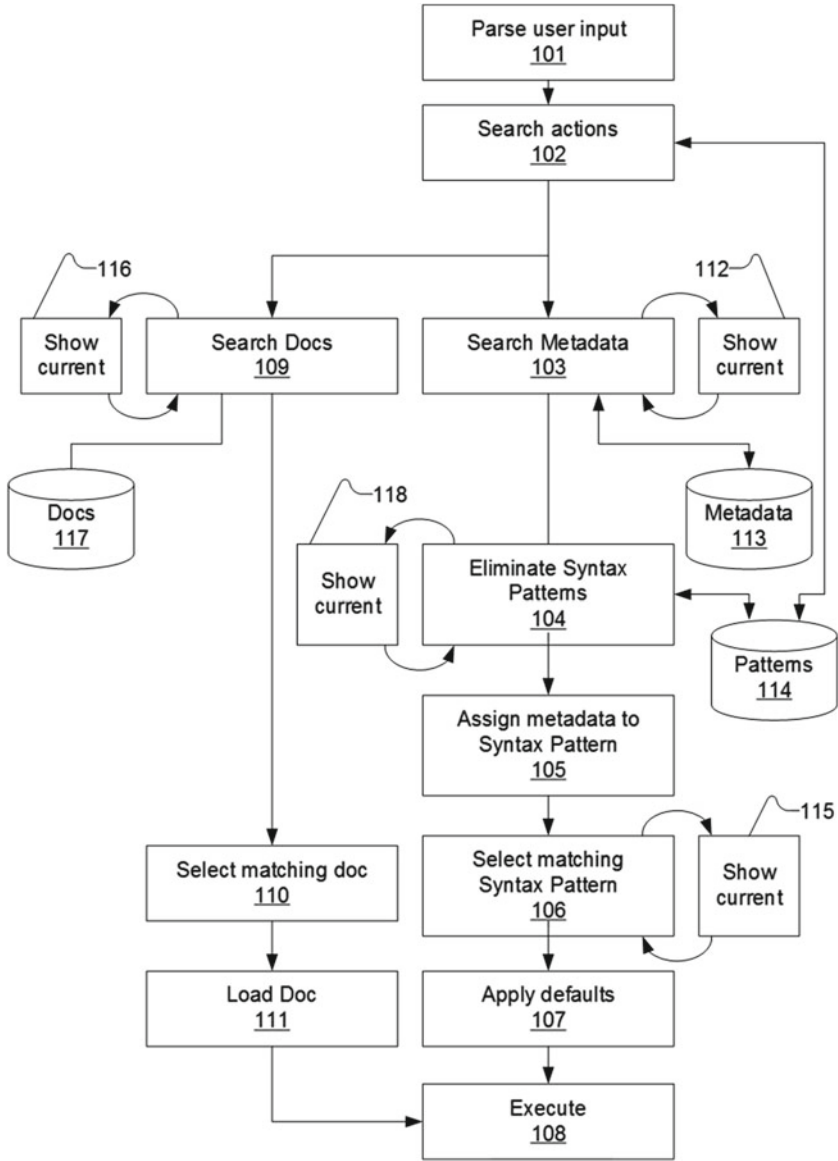 Parse user input
101
Search actions
102
116
112
Show
current
Search Docs
109
Search Metadata
103
Show
current
Docs
117
118
Metadata
113
Show
current
Eliminate Syntax
Patterns
104
Patterns
114
Assign metadata to
Syntax Pattern
105
115
Select matching doc
110
Select matching
Syntax Pattern
106
Show
current
Load Doc
111
Apply defaults
107
Execute
108